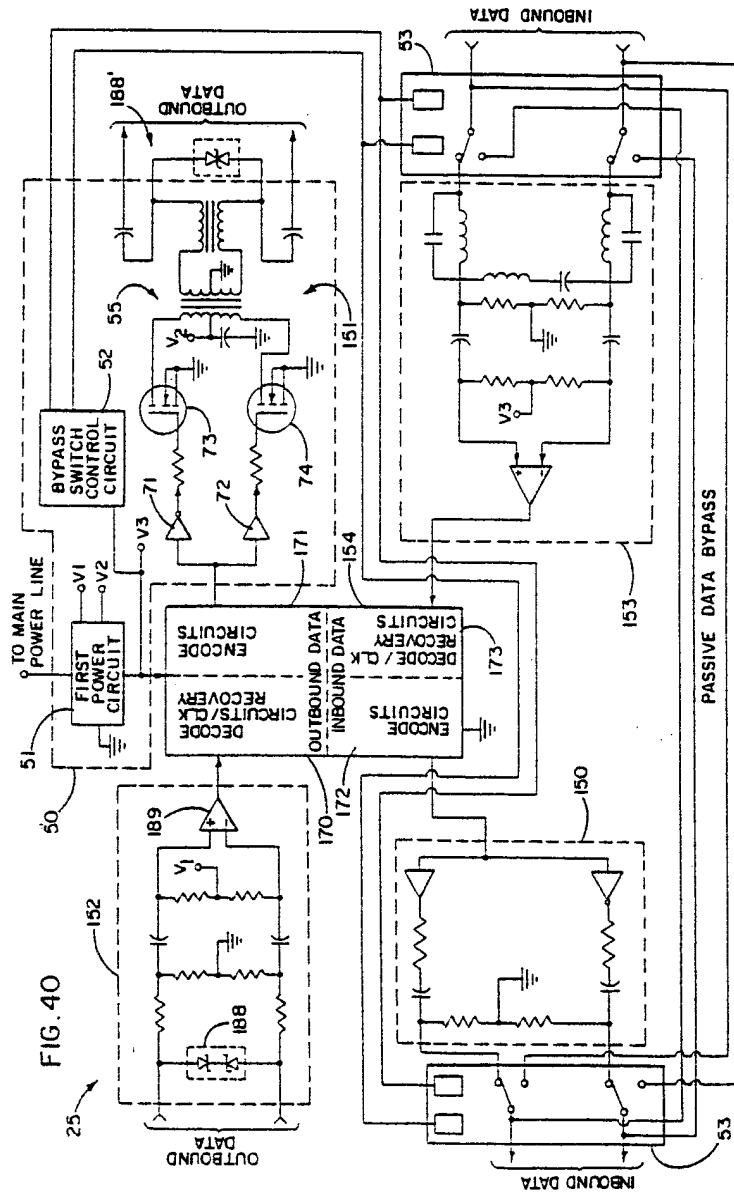 FIG. 40
25
OUTBOUND
DATA
152
188
189
V1
50
51
TO MAIN
POWER LINE
FIRST
POWER
CIRCUIT
V1
V2
V3
BYPASS
SWITCH
CONTROL
CIRCUIT
52
170
DECODE
CIRCUITS/CLK
RECOVERY
ENCODE
CIRCUITS
171
OUTBOUND DATA
INBOUND DATA
172
ENCODE
CIRCUITS
DECODE/CLK
RECOVERY
CIRCUITS
154
173
71
72
73
74
V2
55
151
188'
OUTBOUND
DATA
53
INBOUND DATA
V3
153
150
53
INBOUND DATA
PASSIVE DATA BYPASS